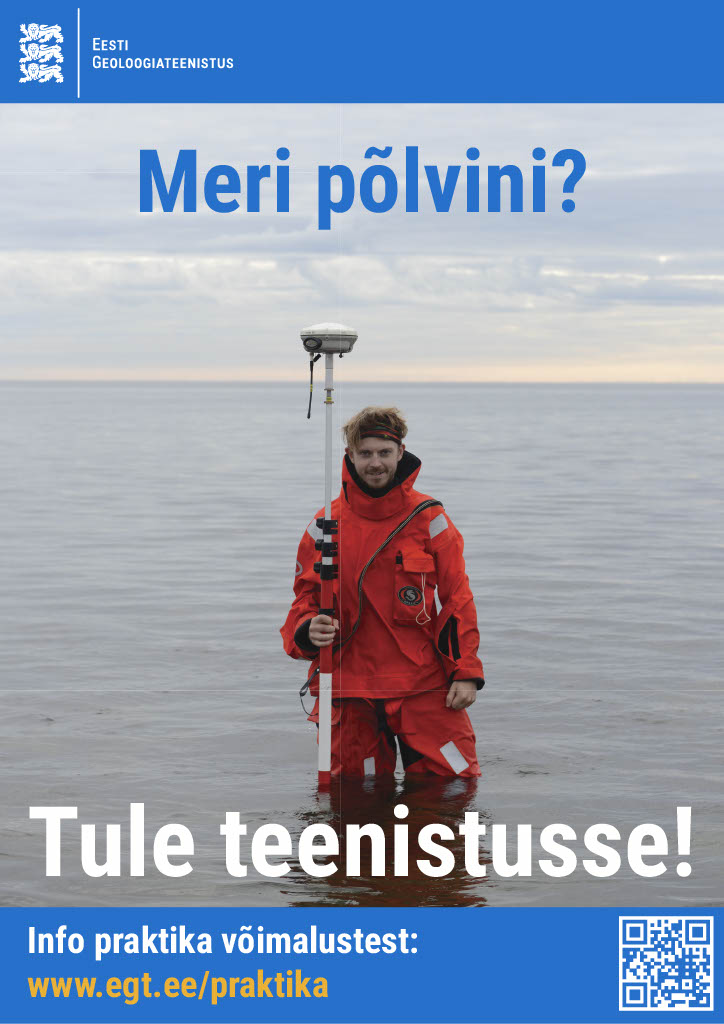 EESTI
GEOLOOGIATEENISTUS
Meri põlvini?
Tule teenistusse!
Info praktika võimalustest:
www.egt.ee/praktika